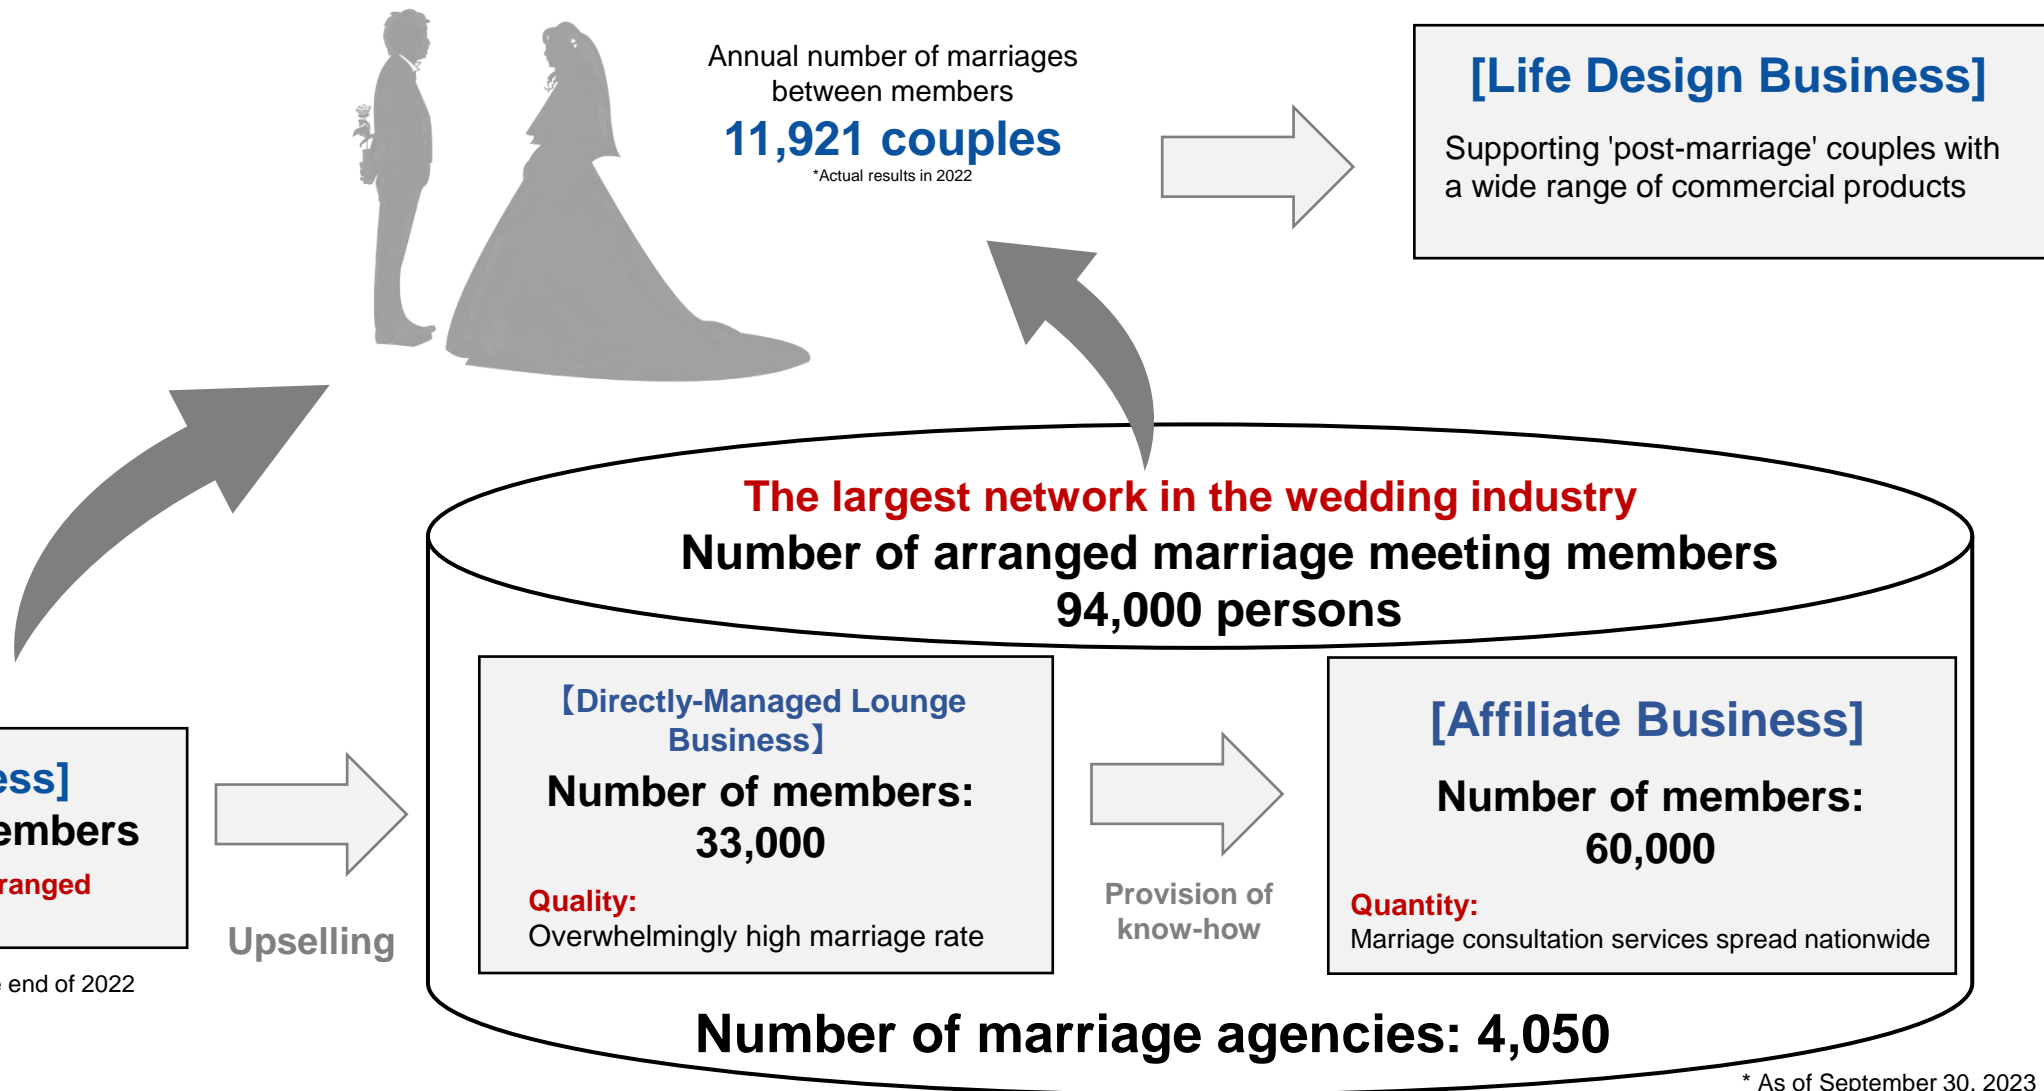 Annual number of marriages
between members
11,921 couples
*Actual results in 2022
[Life Design Business]
Supporting 'post-marriage' couples with
a wide range of commercial products
The largest network in the wedding industry
Number of arranged marriage meeting members
94,000 persons
ess]
embers
ranged
end of 2022
Upselling
【Directly-Managed Lounge
Business】
Number of members:
33,000
Quality:
Overwhelmingly high marriage rate
Provision of
know-how
[Affiliate Business]
Number of members:
60,000
Quantity:
Marriage consultation services spread nationwide
Number of marriage agencies: 4,050
* As of September 30, 2023